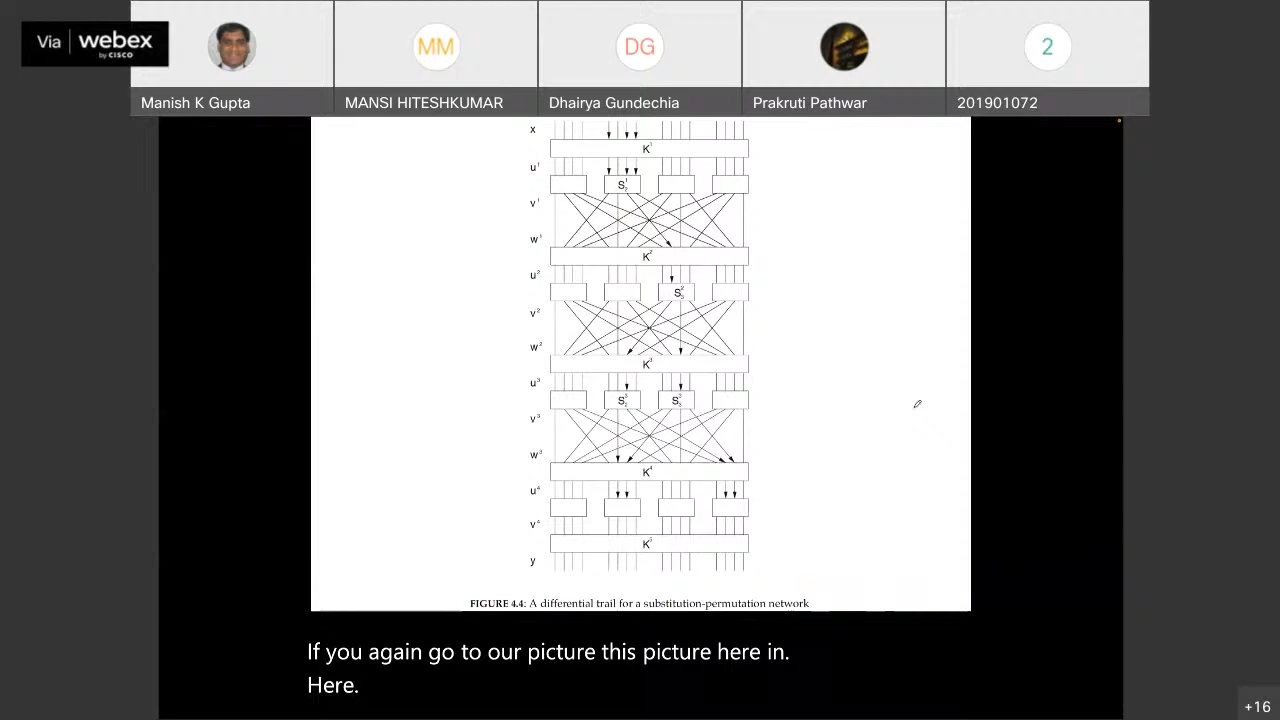 Via webex
by CISCO
MM
DG
2
Manish K Gupta
MANSI HITESHKUMAR
Dhairya Gundechia
Prakruti Pathwar
201901072
x
K¹
u¹
S¹₂
v¹
w¹
K²
u²
S²₃
v²
w²
K³
u³
S³₂ S³₃
v³
w³
K⁴
u⁴
v⁴
K⁵
y
FIGURE 4.4: A differential trail for a substitution-permutation network
If you again go to our picture this picture here in.
Here.
+16